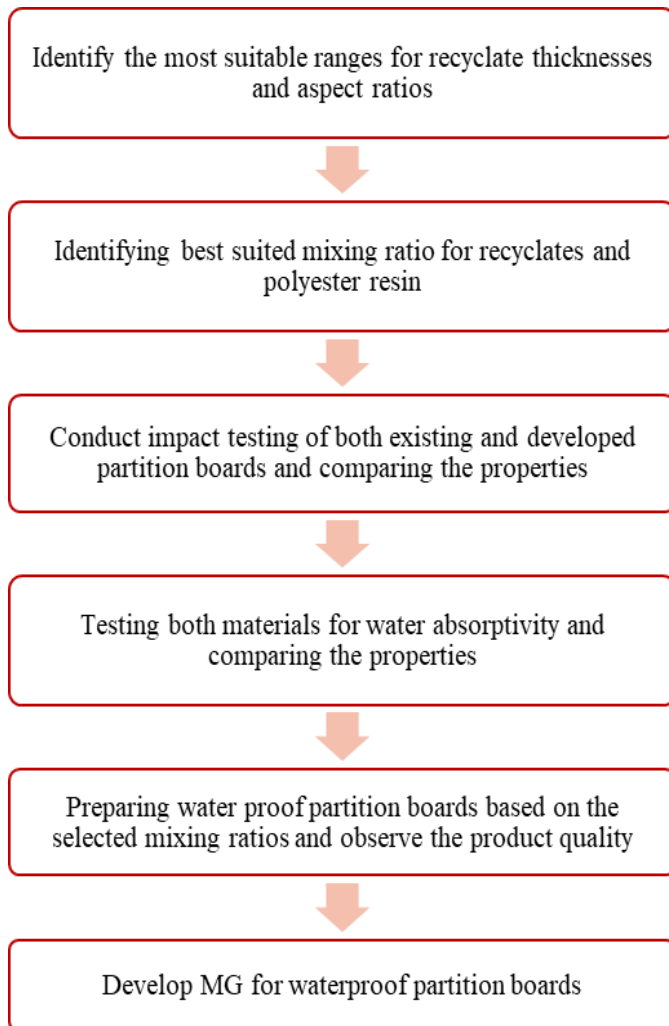 Identify the most suitable ranges for recyclate thicknesses
and aspect ratios
Identifying best suited mixing ratio for recyclates and
polyester resin
Conduct impact testing of both existing and developed
partition boards and comparing the properties
Testing both materials for water absorptivity and
comparing the properties
Preparing water proof partition boards based on the
selected mixing ratios and observe the product quality
Develop MG for waterproof partition boards